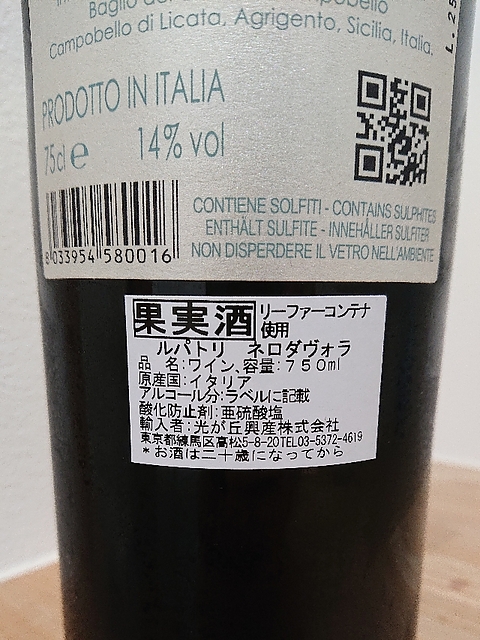 Baglio del
Campobello di Licata, Agrigento, Sicilia, Italia.
PRODOTTO IN ITALIA
75cl e 14% vol
8 033954 580016
CONTIENE SOLFITI - CONTAINS SULPHITES
ENTHÄLT SULFITE - INNEHÅLLER SULFITER
NON DISPERDERE IL VETRO NELL'AMBIENTE
果実酒 リーファーコンテナ
使用
ルパトリ ネロダヴォラ
品 名:ワイン、容量:750ml
原産国:イタリア
アルコール分:ラベルに記載
酸化防止剤:亜硫酸塩
輸入者:光が丘興産株式会社
東京都練馬区高松5-8-20TEL03-5372-4619
*お酒は二十歳になってから